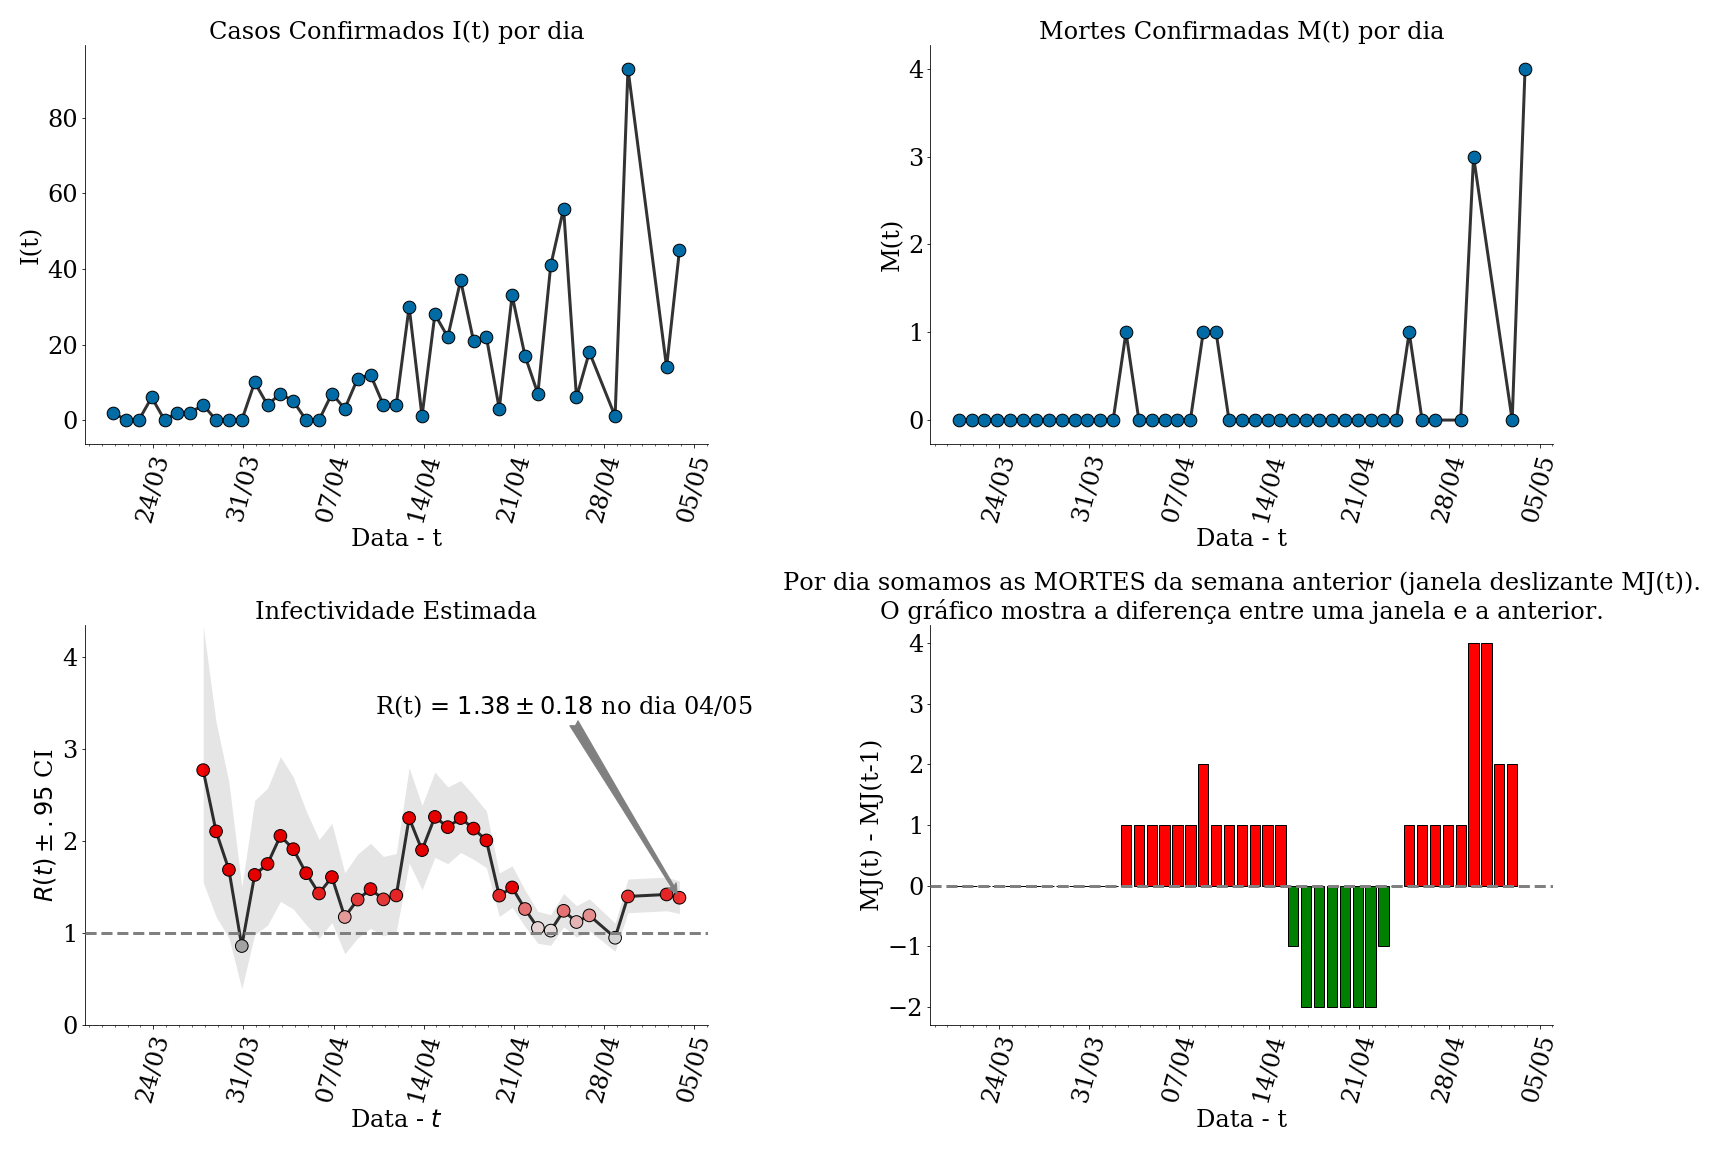 Casos Confirmados I(t) por dia
I(t)
80
60
40
20
0
24/03 31/03 07/04 14/04 21/04 28/04 05/05
Data - t
Mortes Confirmadas M(t) por dia
M(t)
4
3
2
1
0
24/03 31/03 07/04 14/04 21/04 28/04 05/05
Data - t
Infectividade Estimada
R(t) ± .95 CI
4
3
2
1
0
R(t) = 1.38 ± 0.18 no dia 04/05
24/03 31/03 07/04 14/04 21/04 28/04 05/05
Data - t
Por dia somamos as MORTES da semana anterior (janela deslizante MJ(t)).
O gráfico mostra a diferença entre uma janela e a anterior.
MJ(t) - MJ(t-1)
4
3
2
1
0
−1
−2
24/03 31/03 07/04 14/04 21/04 28/04 05/05
Data - t